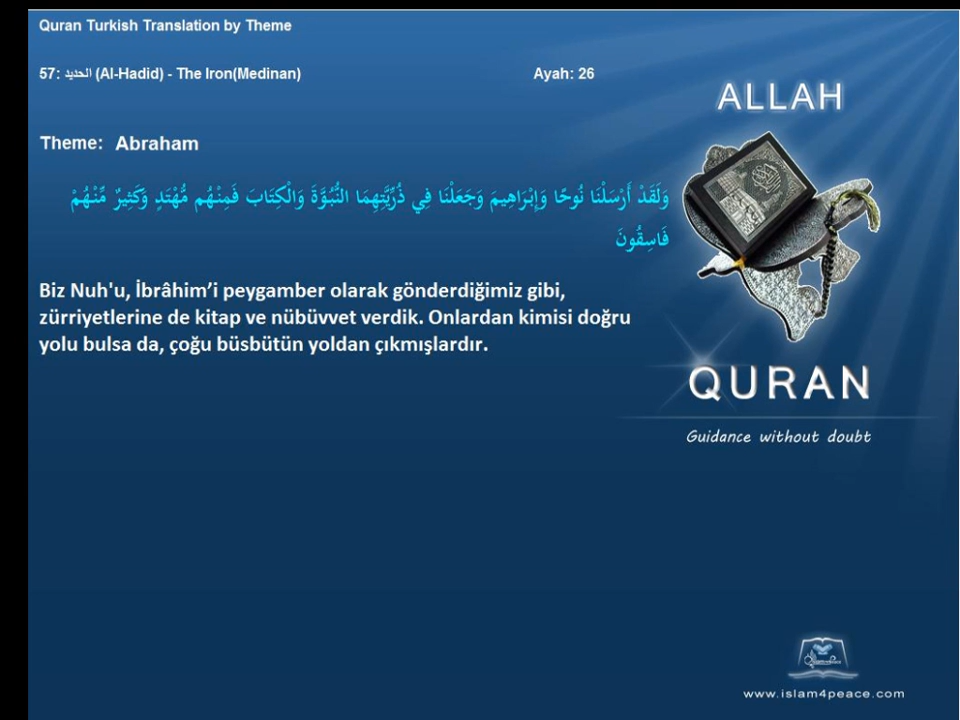 Quran Turkish Translation by Theme
57: الحديد (Al-Hadid) - The Iron(Medinan) Ayah: 26
ALLAH
Theme: Abraham
وَلَقَدْ أَرْسَلْنَا نُوحًا وَإِبْرَاهِيمَ وَجَعَلْنَا فِي ذُرِّيَّتِهِمَا النُّبُوَّةَ وَالْكِتَابَ فَمِنْهُم مُّهْتَدٍ وَكَثِيرٌ مِّنْهُمْ
فَاسِقُونَ
Biz Nuh'u, İbrâhim’i peygamber olarak gönderdiğimiz gibi,
zürriyetlerine de kitap ve nübüvvet verdik. Onlardan kimisi doğru
yolu bulsa da, çoğu büsbütün yoldan çıkmışlardır.
QURAN
Guidance without doubt
www.islam4peace.com